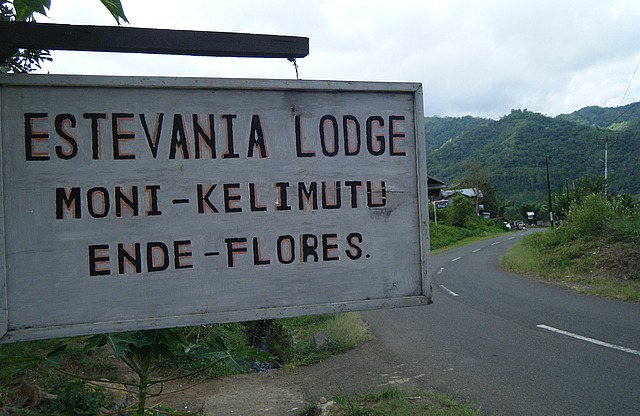 ESTEVANIA LODGE
MONI-KELIMUTU
ENDE-FLORES.